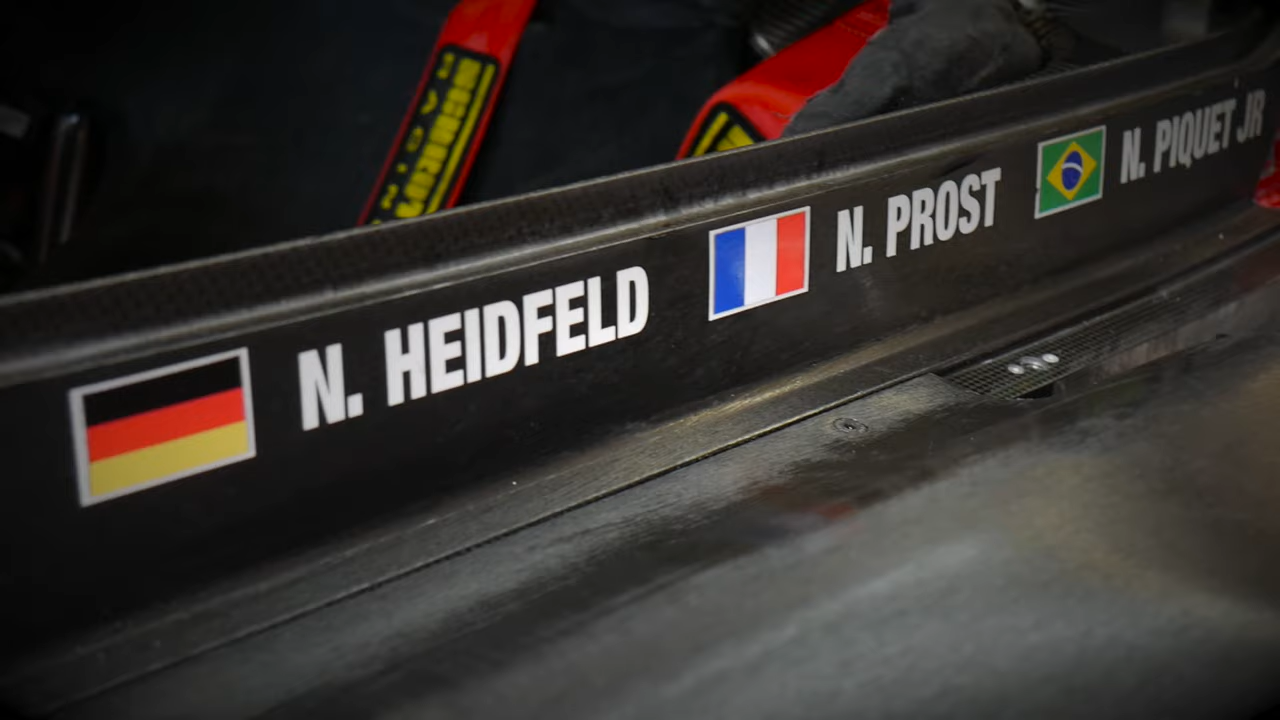 N. HEIDFELD
N. PROST
N. PIQUET JR